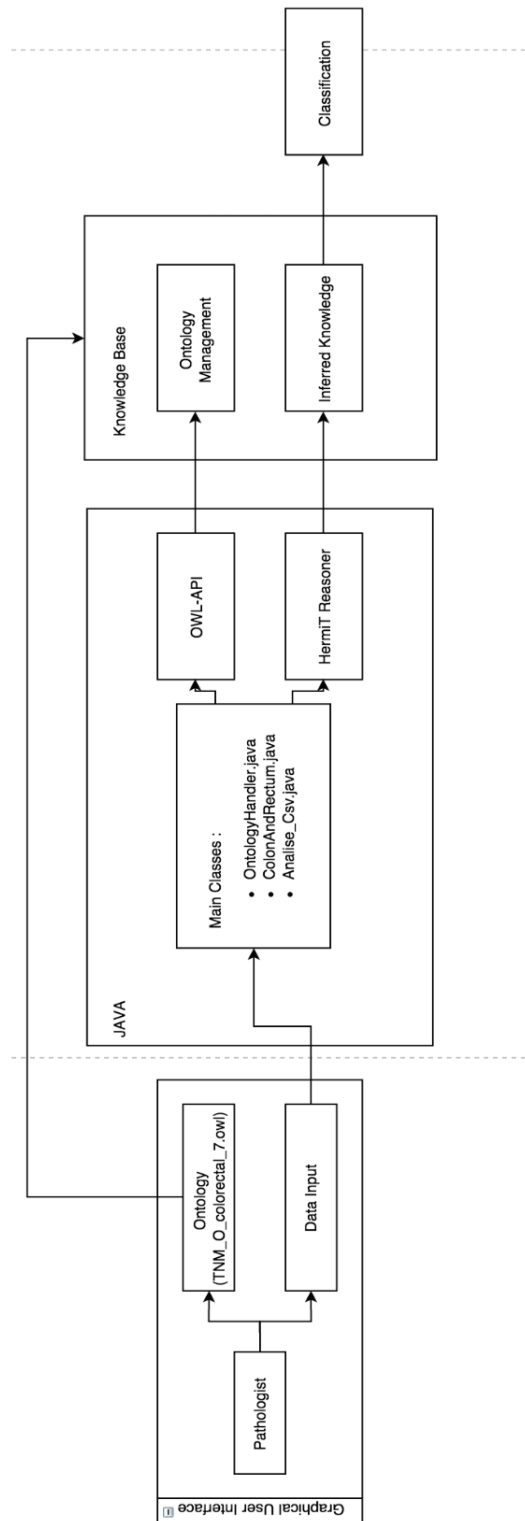 Graphical User Interface
Pathologist
Ontology
(TNM_O_colorectal_7.owl)
Data Input
JAVA
Main Classes :
• OntologyHandler.java
• ColonAndRectum.java
• Analise_Csv.java
OWL-API
HermiT Reasoner
Knowledge Base
Ontology
Management
Inferred Knowledge
Classification